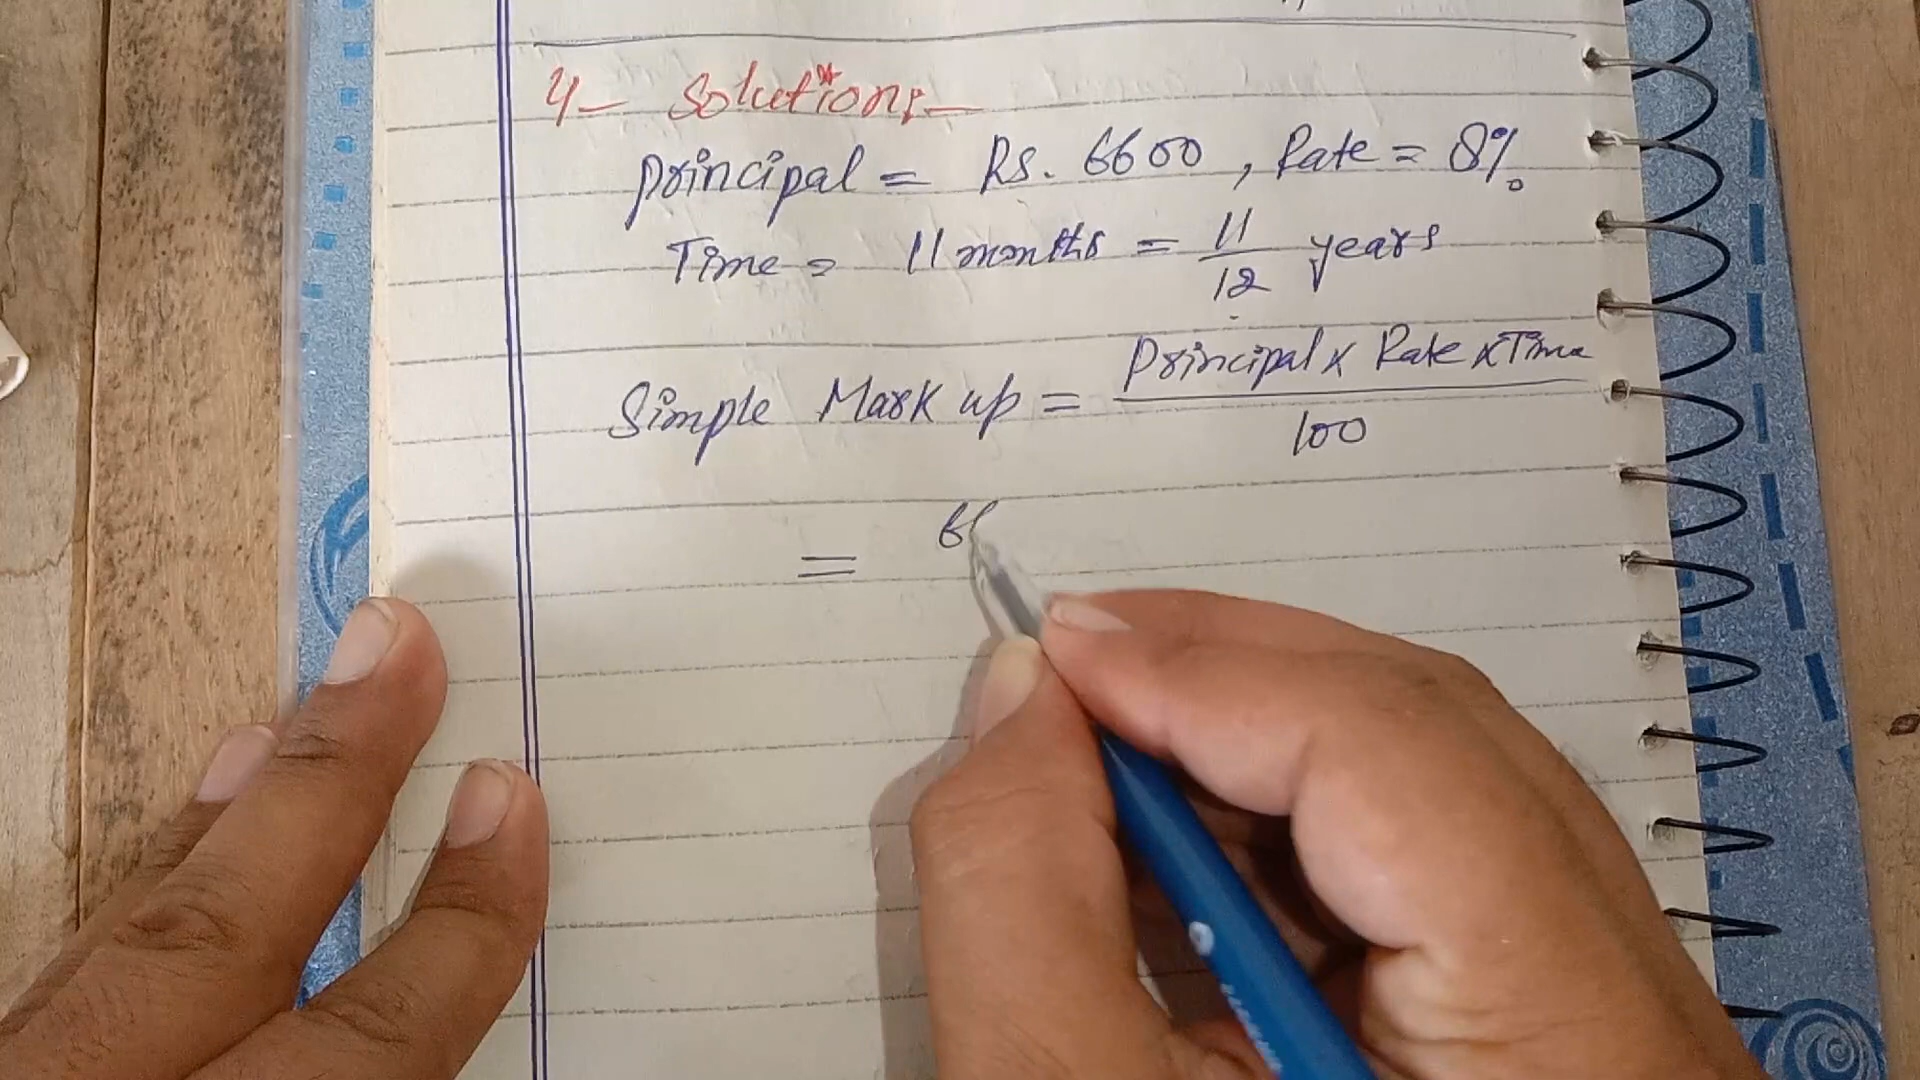 4- Solution:-
Principal = Rs. 6600, Rate = 8%
Time = 11 months = 11/12 years
Simple Mark up = Principal x Rate x Time / 100
= 66